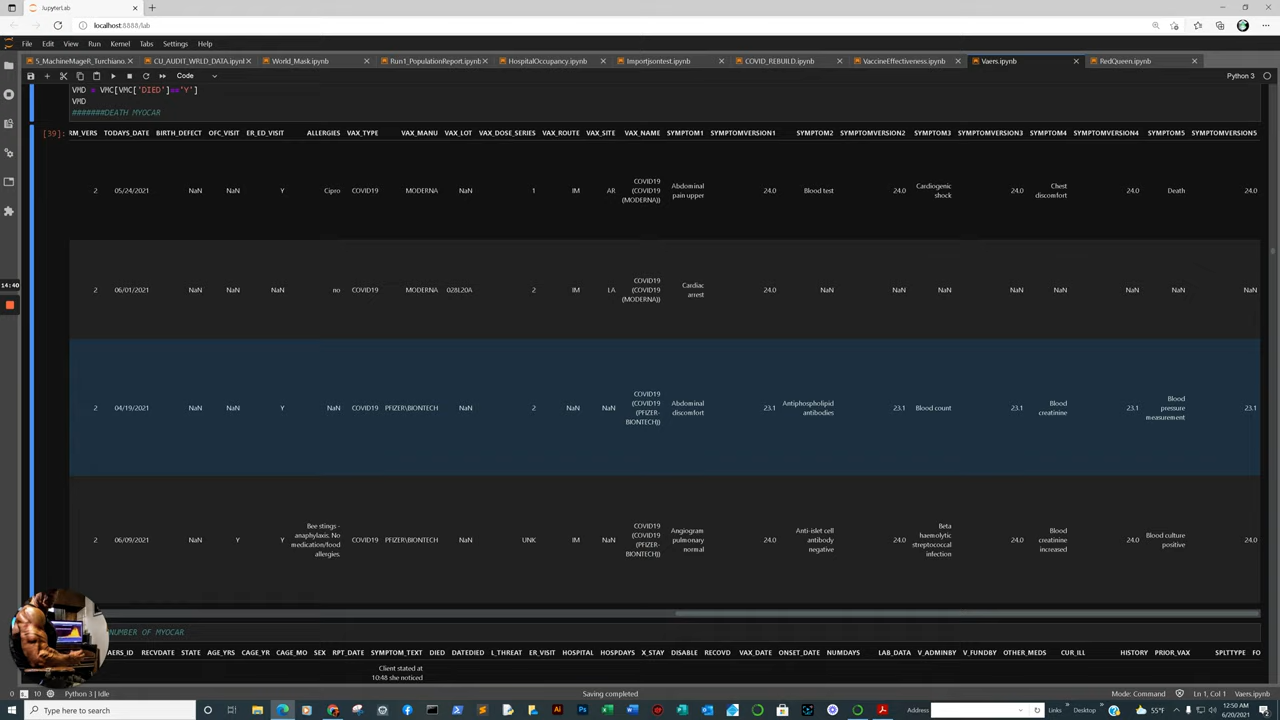 JupyterLab
localhost:8888/lab
File Edit View Run Kernel Tabs Settings Help
5_MachineMageR_Turchiano. CU_AUDIT_WRLD_DATA.ipynl World_Mask.ipynb Run1_PopulationReport.ipynb HospitalOccupancy.ipynb Importjsontest.ipynb COVID_REBUILD.ipynb VaccineEffectiveness.ipynb Vaers.ipynb RedQueen.ipynb
Code Python 3
VMD = VMC[VMC['DIED']=='Y']
VMD
#######DEATH MYOCAR
[39]: RM_VERS TODAYS_DATE BIRTH_DEFECT OFC_VISIT ER_ED_VISIT ALLERGIES VAX_TYPE VAX_MANU VAX_LOT VAX_DOSE_SERIES VAX_ROUTE VAX_SITE VAX_NAME SYMPTOM1 SYMPTOMVERSION1 SYMPTOM2 SYMPTOMVERSION2 SYMPTOM3 SYMPTOMVERSION3 SYMPTOM4 SYMPTOMVERSION4 SYMPTOM5 SYMPTOMVERSION5
2 05/24/2021 NaN NaN Y Cipro COVID19 MODERNA NaN 1 IM AR COVID19 (COVID19 (MODERNA)) Abdominal pain upper 24.0 Blood test 24.0 Cardiogenic shock 24.0 Chest discomfort 24.0 Death 24.0
14:40
2 06/01/2021 NaN NaN NaN no COVID19 MODERNA 028L20A 2 IM LA COVID19 (COVID19 (MODERNA)) Cardiac arrest 24.0 NaN NaN NaN NaN NaN NaN NaN NaN
2 04/19/2021 NaN NaN Y NaN COVID19 PFIZER\BIONTECH NaN 2 NaN NaN COVID19 (COVID19 (PFIZER-BIONTECH)) Abdominal discomfort 23.1 Antiphospholipid antibodies 23.1 Blood count 23.1 Blood creatinine 23.1 Blood pressure measurement 23.1
2 06/09/2021 NaN Y Y Bee stings - anaphylaxis. No medication/food allergies. COVID19 PFIZER\BIONTECH NaN UNK IM NaN COVID19 (COVID19 (PFIZER-BIONTECH)) Angiogram pulmonary normal 24.0 Anti-islet cell antibody negative 24.0 Beta haemolytic streptococcal infection 24.0 Blood creatinine increased 24.0 Blood culture positive 24.0
NUMBER OF MYOCAR
AERS_ID RECVDATE STATE AGE_YRS CAGE_YR CAGE_MO SEX RPT_DATE SYMPTOM_TEXT DIED DATEDIED L_THREAT ER_VISIT HOSPITAL HOSPDAYS X_STAY DISABLE RECOVD VAX_DATE ONSET_DATE NUMDAYS LAB_DATA V_ADMINBY V_FUNDBY OTHER_MEDS CUR_ILL HISTORY PRIOR_VAX SPLTTYPE FO
Client stated at
10:48 she noticed
0 10 Python 3 | Idle Saving completed Mode: Command Ln 1, Col 1 Vaers.ipynb
Type here to search Address Links Desktop 55°F 12:50 AM
6/20/2021